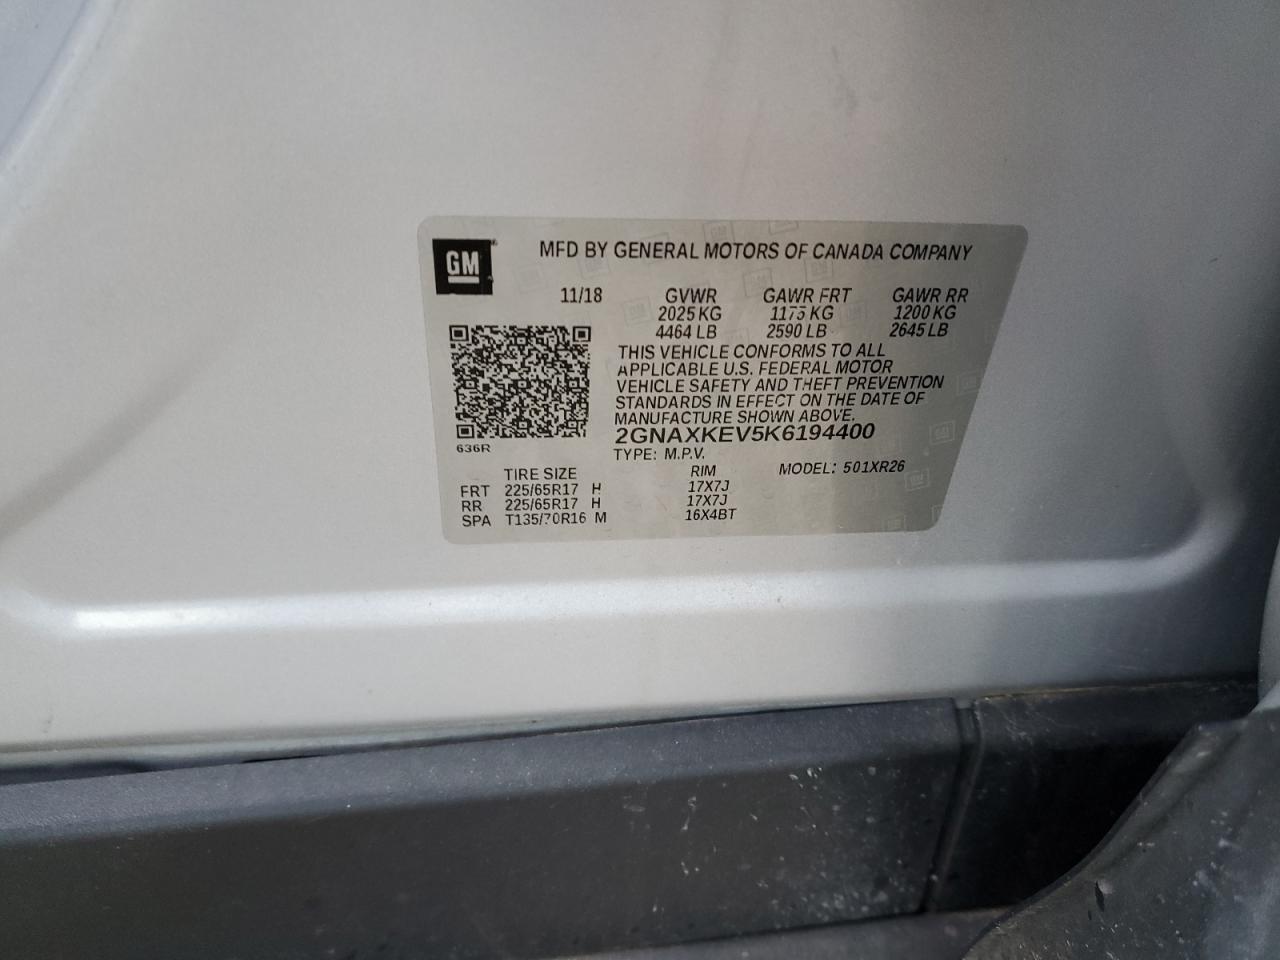 GM
MFD BY GENERAL MOTORS OF CANADA COMPANY
11/18 GVWR GAWR FRT GAWR RR
2025 KG 1175 KG 1200 KG
4464 LB 2590 LB 2645 LB
THIS VEHICLE CONFORMS TO ALL
APPLICABLE U.S. FEDERAL MOTOR
VEHICLE SAFETY AND THEFT PREVENTION
STANDARDS IN EFFECT ON THE DATE OF
MANUFACTURE SHOWN ABOVE.
2GNAXKEV5K6194400
636R
TYPE: M.P.V.
MODEL: 501XR26
TIRE SIZE RIM
FRT 225/65R17 H 17X7J
RR 225/65R17 H 17X7J
SPA T135/70R16 M 16X4BT